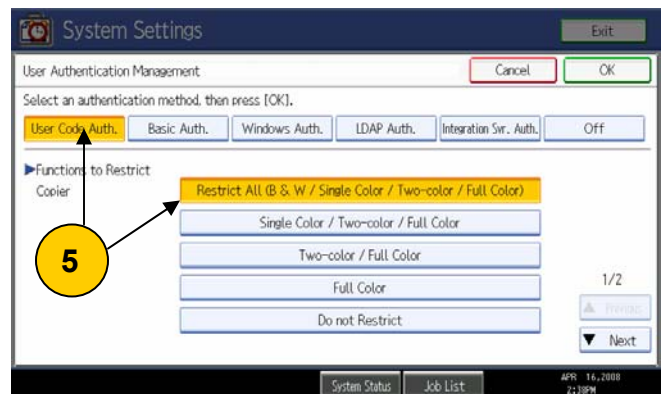 System Settings
Exit
User Authentication Management
Cancel
OK
Select an authentication method, then press [OK].
User Code Auth.
Basic Auth.
Windows Auth.
LDAP Auth.
Integration Svr. Auth.
Off
▶Functions to Restrict
Copier
Restrict All (B & W / Single Color / Two-color / Full Color)
Single Color / Two-color / Full Color
Two-color / Full Color
Full Color
Do not Restrict
5
1/2
▲ Previous
▼ Next
System Status
Job List
APR 16,2008
2:38PM